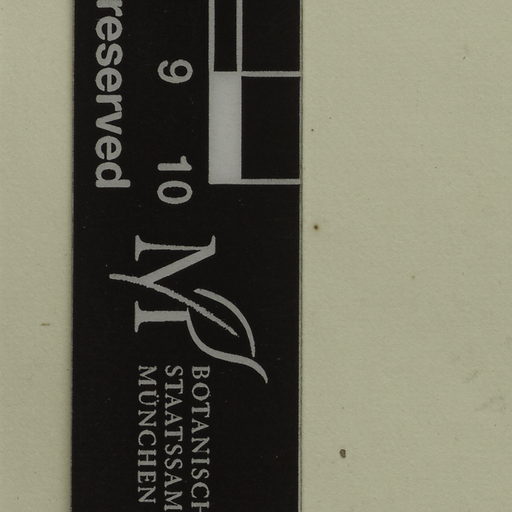 reserved
9 10
M
BOTANISCH
STAATSSAM
MÜNCHEN